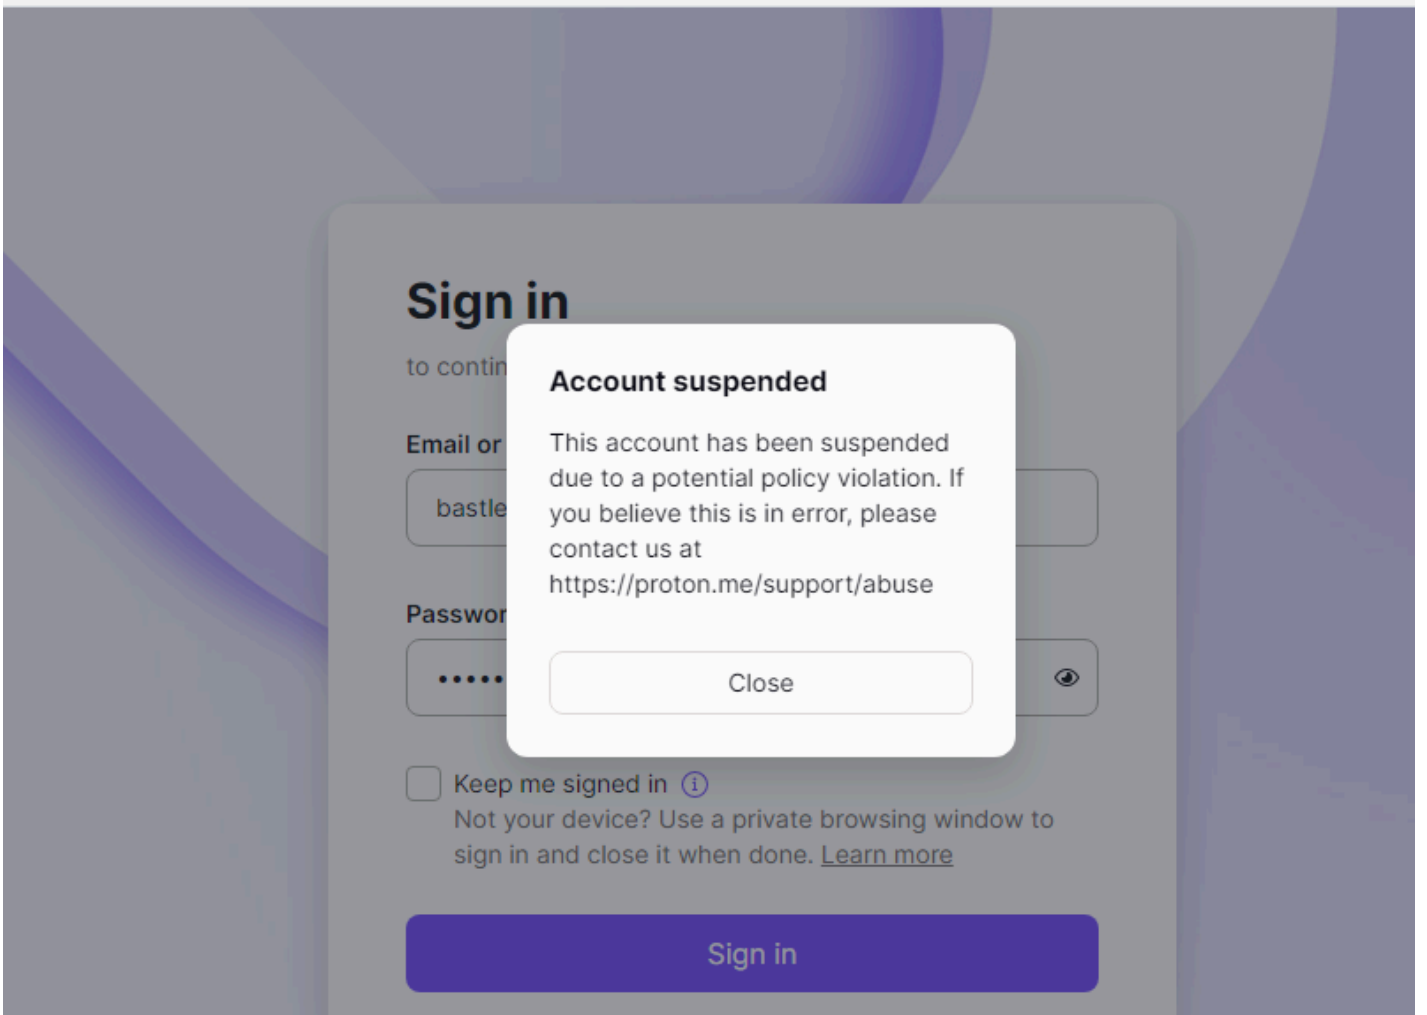 Sign in
to contin
Account suspended
This account has been suspended
due to a potential policy violation. If
you believe this is in error, please
contact us at
https://proton.me/support/abuse
Close
Email or
bastle
Passwor
•••••
Keep me signed in
Not your device? Use a private browsing window to
sign in and close it when done. Learn more
Sign in